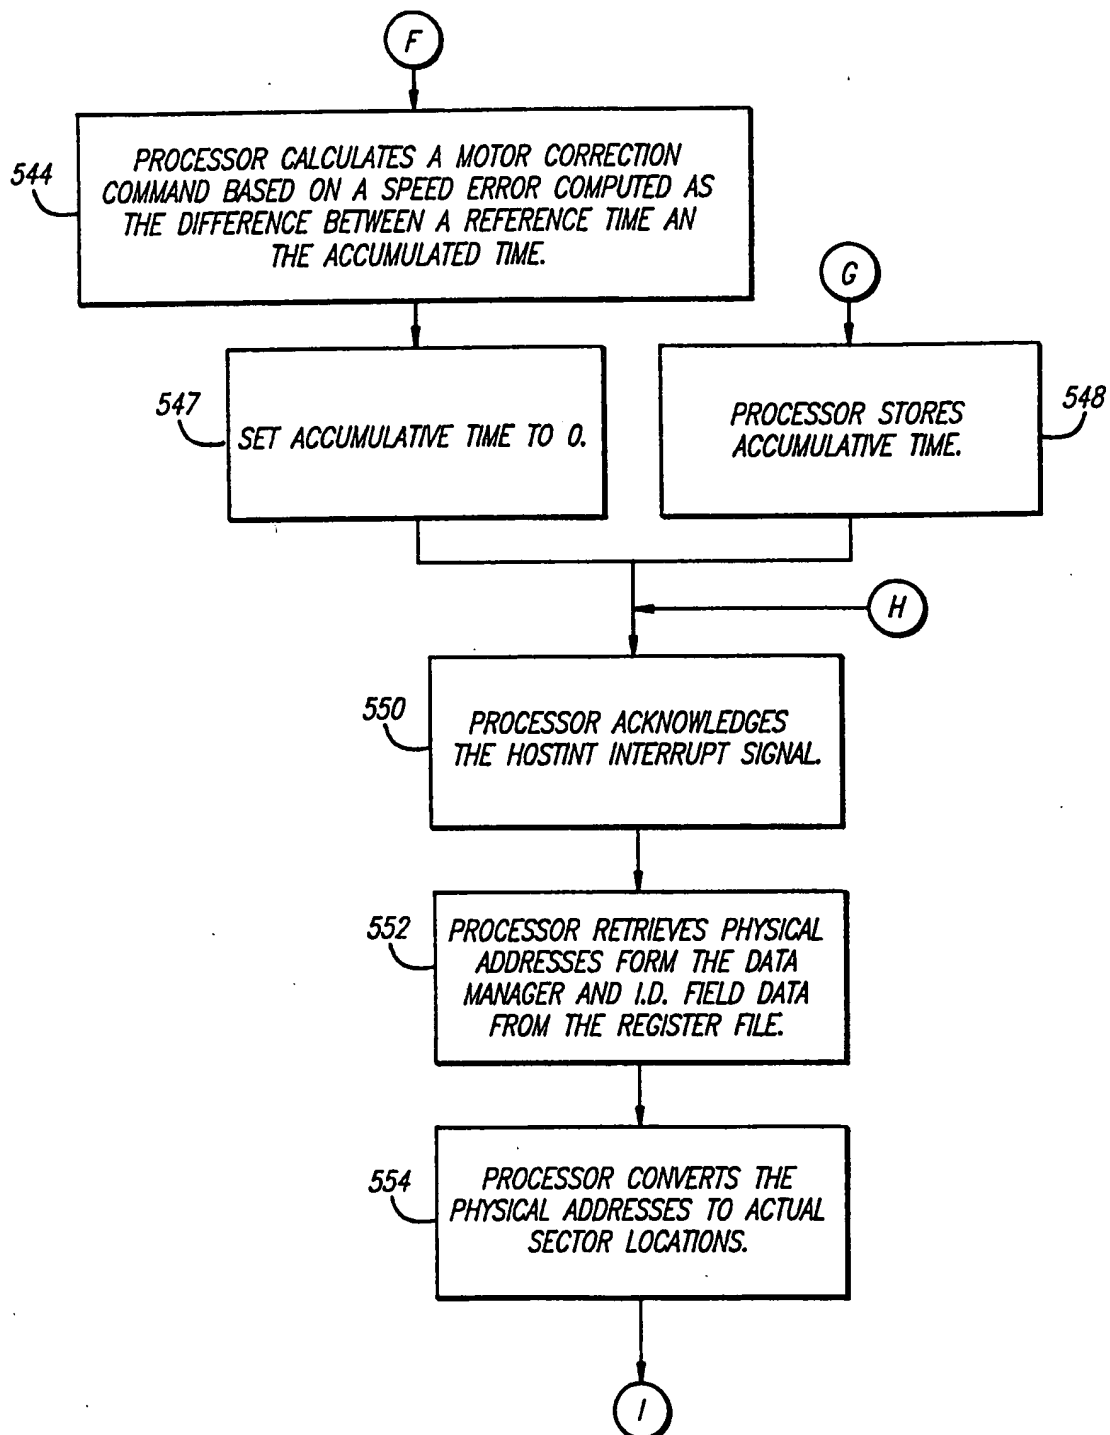 F
544
PROCESSOR CALCULATES A MOTOR CORRECTION
COMMAND BASED ON A SPEED ERROR COMPUTED AS
THE DIFFERENCE BETWEEN A REFERENCE TIME AN
THE ACCUMULATED TIME.
G
547
SET ACCUMULATIVE TIME TO 0.
PROCESSOR STORES
ACCUMULATIVE TIME.
548
H
550
PROCESSOR ACKNOWLEDGES
THE HOSTINT INTERRUPT SIGNAL.
552
PROCESSOR RETRIEVES PHYSICAL
ADDRESSES FORM THE DATA
MANAGER AND I.D. FIELD DATA
FROM THE REGISTER FILE.
554
PROCESSOR CONVERTS THE
PHYSICAL ADDRESSES TO ACTUAL
SECTOR LOCATIONS.
I